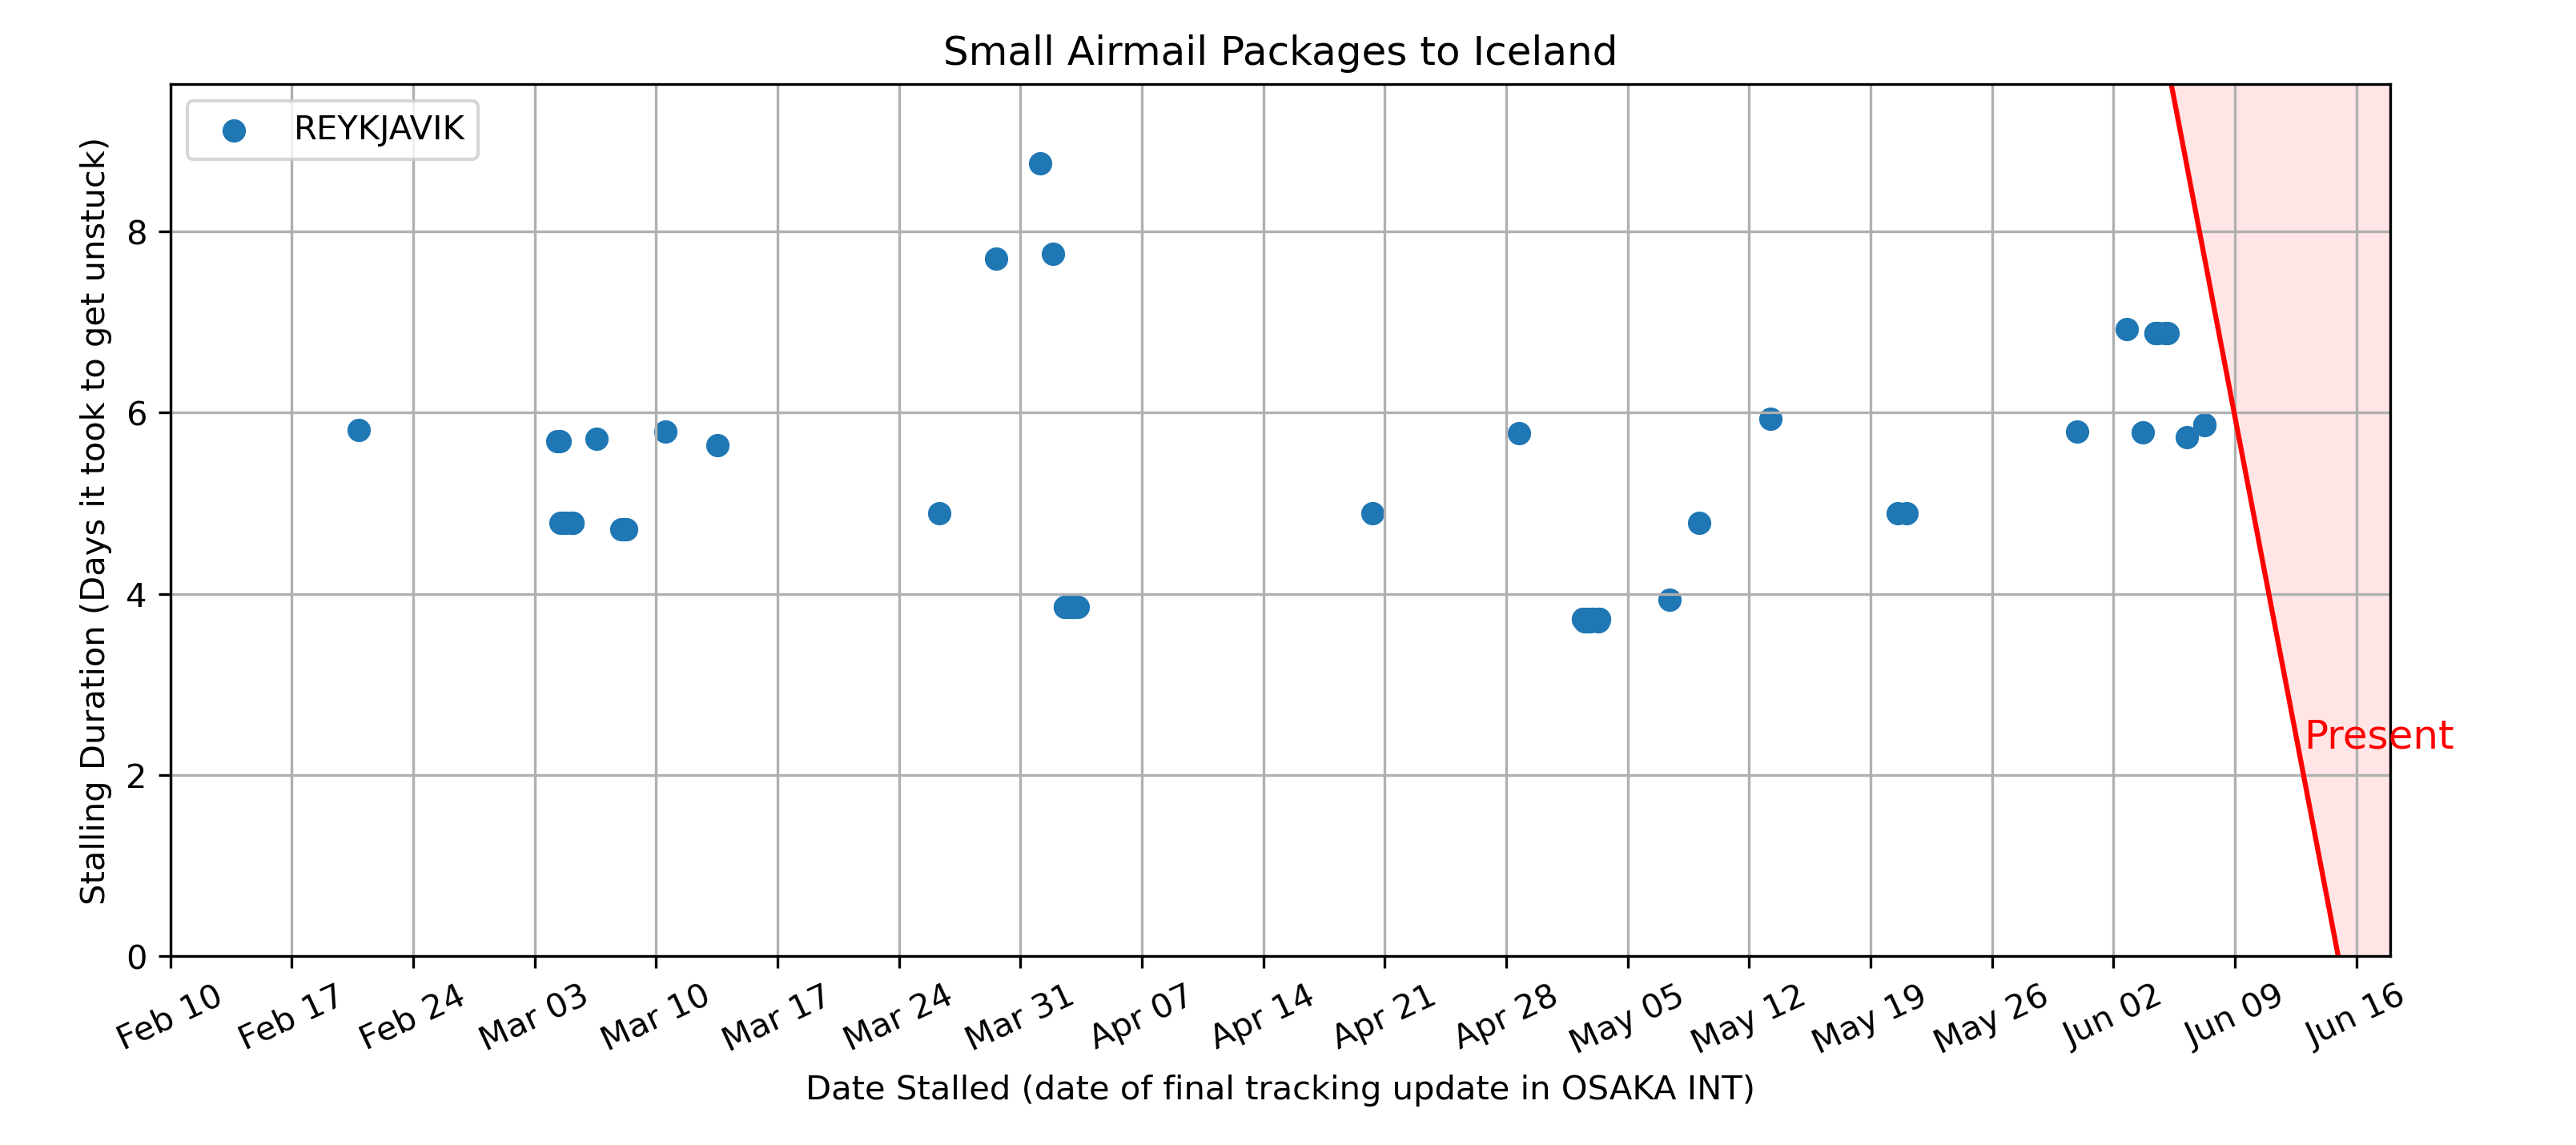 Small Airmail Packages to Iceland
REYKJAVIK
Stalling Duration (Days it took to get unstuck)
8
6
4
2
0
Present
Feb 10 Feb 17 Feb 24 Mar 03 Mar 10 Mar 17 Mar 24 Mar 31 Apr 07 Apr 14 Apr 21 Apr 28 May 05 May 12 May 19 May 26 Jun 02 Jun 09 Jun 16
Date Stalled (date of final tracking update in OSAKA INT)